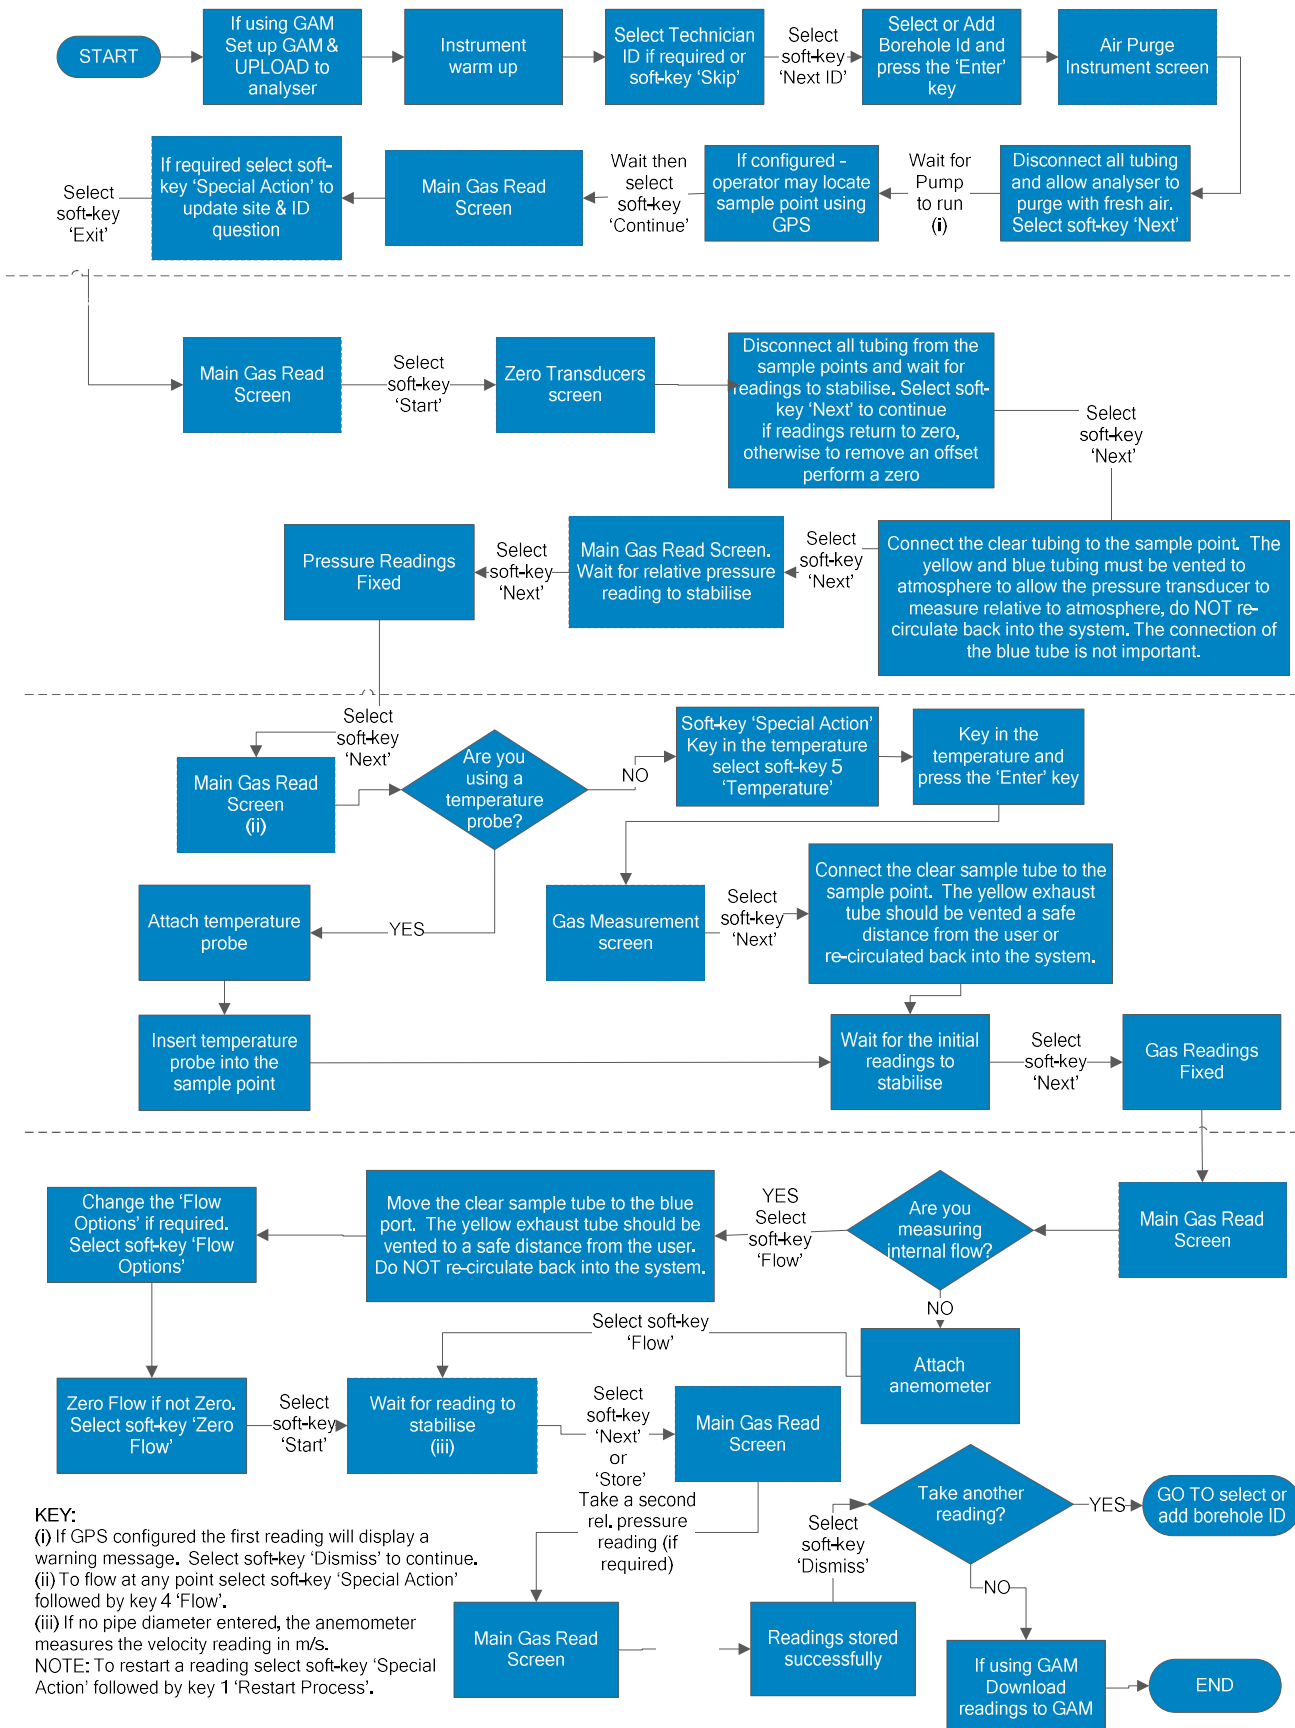 START
If using GAM
Set up GAM &
UPLOAD to
analyser
Instrument
warm up
Select Technician
ID if required or
soft-key 'Skip'
Select
soft-key
'Next ID'
Select or Add
Borehole Id and
press the 'Enter'
key
Air Purge
Instrument screen
Disconnect all tubing
and allow analyser to
purge with fresh air.
Select soft-key 'Next'
Wait for
Pump
to run
(i)
If configured -
operator may locate
sample point using
GPS
Wait then
select
soft-key
'Continue'
Main Gas Read
Screen
If required select soft-
key 'Special Action' to
update site & ID
question
Select
soft-key
'Exit'
Main Gas Read
Screen
Select
soft-key
'Start'
Zero Transducers
screen
Disconnect all tubing from the
sample points and wait for
readings to stabilise. Select soft-
key 'Next' to continue
if readings return to zero,
otherwise to remove an offset
perform a zero
Select
soft-key
'Next'
Connect the clear tubing to the sample point.  The
yellow and blue tubing must be vented to
atmosphere to allow the pressure transducer to
measure relative to atmosphere, do NOT re-
circulate back into the system. The connection of
the blue tube is not important.
Select
soft-key
'Next'
Main Gas Read Screen.
Wait for relative pressure
reading to stabilise
Select
soft-key
'Next'
Pressure Readings
Fixed
Select
soft-key
'Next'
Main Gas Read
Screen
(ii)
Are you
using a
temperature
probe?
NO
Soft-key 'Special Action'
Key in the temperature
select soft-key 5
'Temperature'
Key in the
temperature and
press the 'Enter' key
Gas Measurement
screen
Select
soft-key
'Next'
Connect the clear sample tube to the
sample point.  The yellow exhaust
tube should be vented a safe
distance from the user or
re-circulated back into the system.
YES
Attach temperature
probe
Insert temperature
probe into the
sample point
Wait for the initial
readings to
stabilise
Select
soft-key
'Next'
Gas Readings
Fixed
Main Gas Read
Screen
Are you
measuring
internal flow?
YES
Select
soft-key
'Flow'
Move the clear sample tube to the blue
port.  The yellow exhaust tube should be
vented to a safe distance from the user.
Do NOT re-circulate back into the system.
Change the 'Flow
Options' if required.
Select soft-key 'Flow
Options'
NO
Attach
anemometer
Select soft-key
'Flow'
Zero Flow if not Zero.
Select soft-key 'Zero
Flow'
Select
soft-key
'Start'
Wait for reading to
stabilise
(iii)
Select
soft-key
'Next'
or
'Store'
Take a second
rel. pressure
reading (if
required)
Main Gas Read
Screen
Main Gas Read
Screen
Readings stored
successfully
Select
soft-key
'Dismiss'
Take another
reading?
YES
GO TO select or
add borehole ID
NO
If using GAM
Download
readings to GAM
END
KEY:
(i) If GPS configured the first reading will display a
warning message.  Select soft-key 'Dismiss' to continue.
(ii) To flow at any point select soft-key 'Special Action'
followed by key 4 'Flow'.
(iii) If no pipe diameter entered, the anemometer
measures the velocity reading in m/s.
NOTE: To restart a reading select soft-key 'Special
Action' followed by key 1 'Restart Process'.